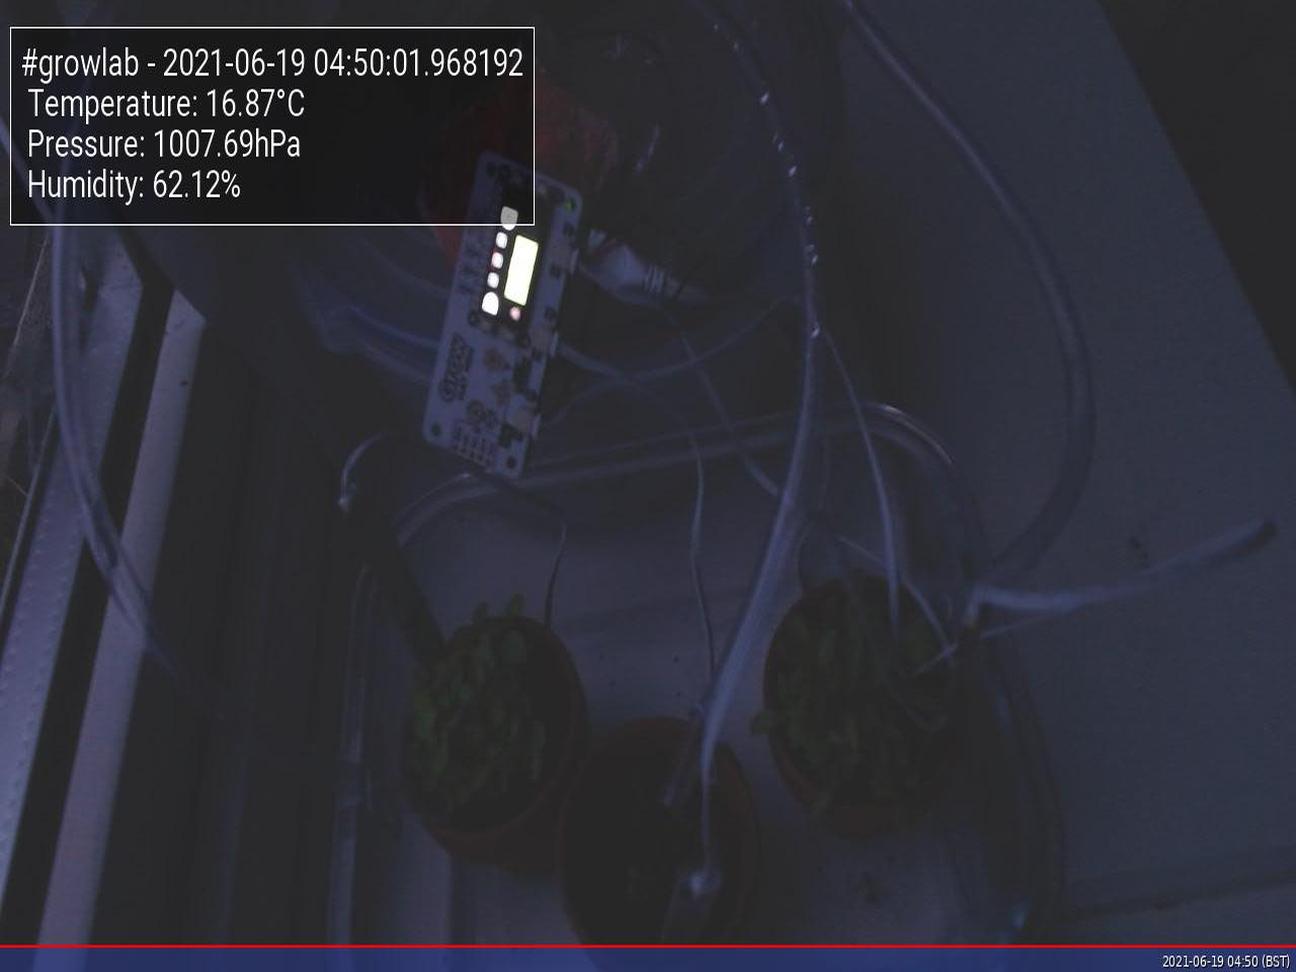 #growlab - 2021-06-19 04:50:01.968192
Temperature: 16.87°C
Pressure: 1007.69hPa
Humidity: 62.12%
2021-06-19 04:50 (BST)